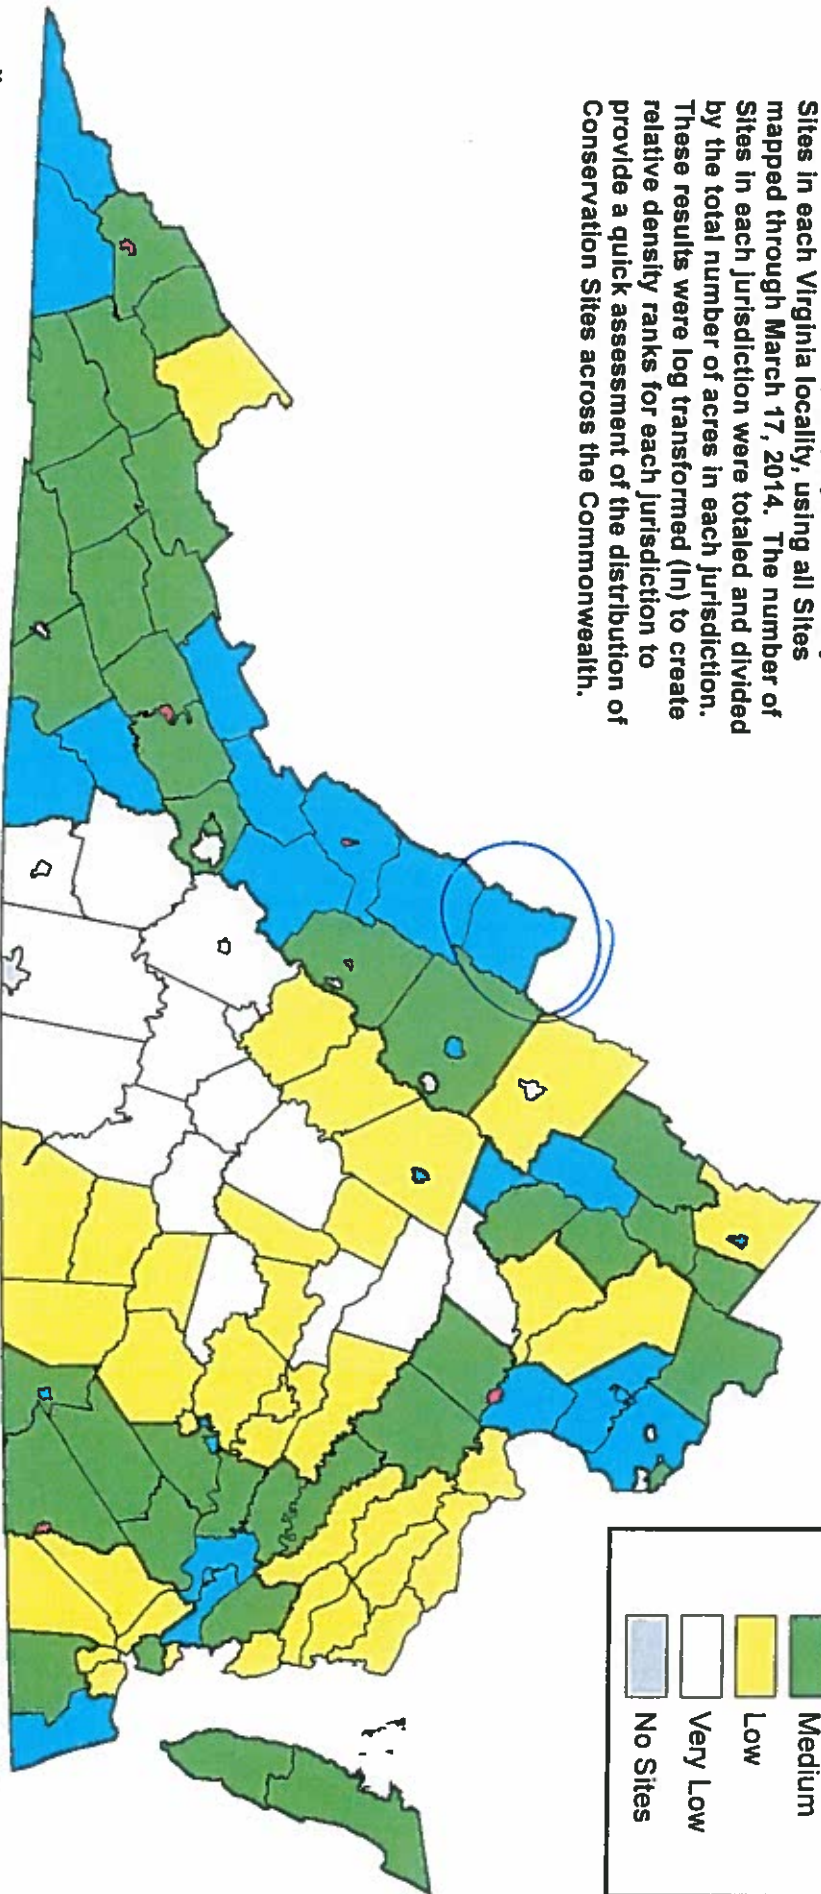 Sites in each Virginia locality, using all Sites
mapped through March 17, 2014. The number of
Sites in each jurisdiction were totaled and divided
by the total number of acres in each jurisdiction.
These results were log transformed (ln) to create
relative density ranks for each jurisdiction to
provide a quick assessment of the distribution of
Conservation Sites across the Commonwealth.
Medium
Low
Very Low
No Sites